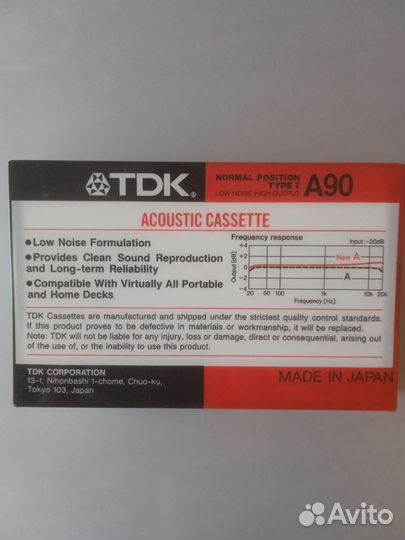 TDK®
NORMAL POSITION
TYPE I
LOW NOISE HIGH OUTPUT
A90
ACOUSTIC CASSETTE
●Low Noise Formulation
●Provides Clean Sound Reproduction
and Long-term Reliability
●Compatible With Virtually All Portable
and Home Decks
Frequency response
Input: -20dB
Output (dB)
+4
+2
0
-2
-4
New A
A
20 50 100 1k 10k 20k
Frequency (Hz)
TDK Cassettes are manufactured and shipped under the strictest quality control standards.
If this product proves to be defective in materials or workmanship, it will be replaced.
Note: TDK will not be liable for any injury, loss or damage, direct or consequential, arising out
of the use of, or the inability to use this product.
TDK CORPORATION
13-1, Nihonbashi 1-chome, Chuo-ku,
Tokyo 103, Japan
MADE IN JAPAN
Avito